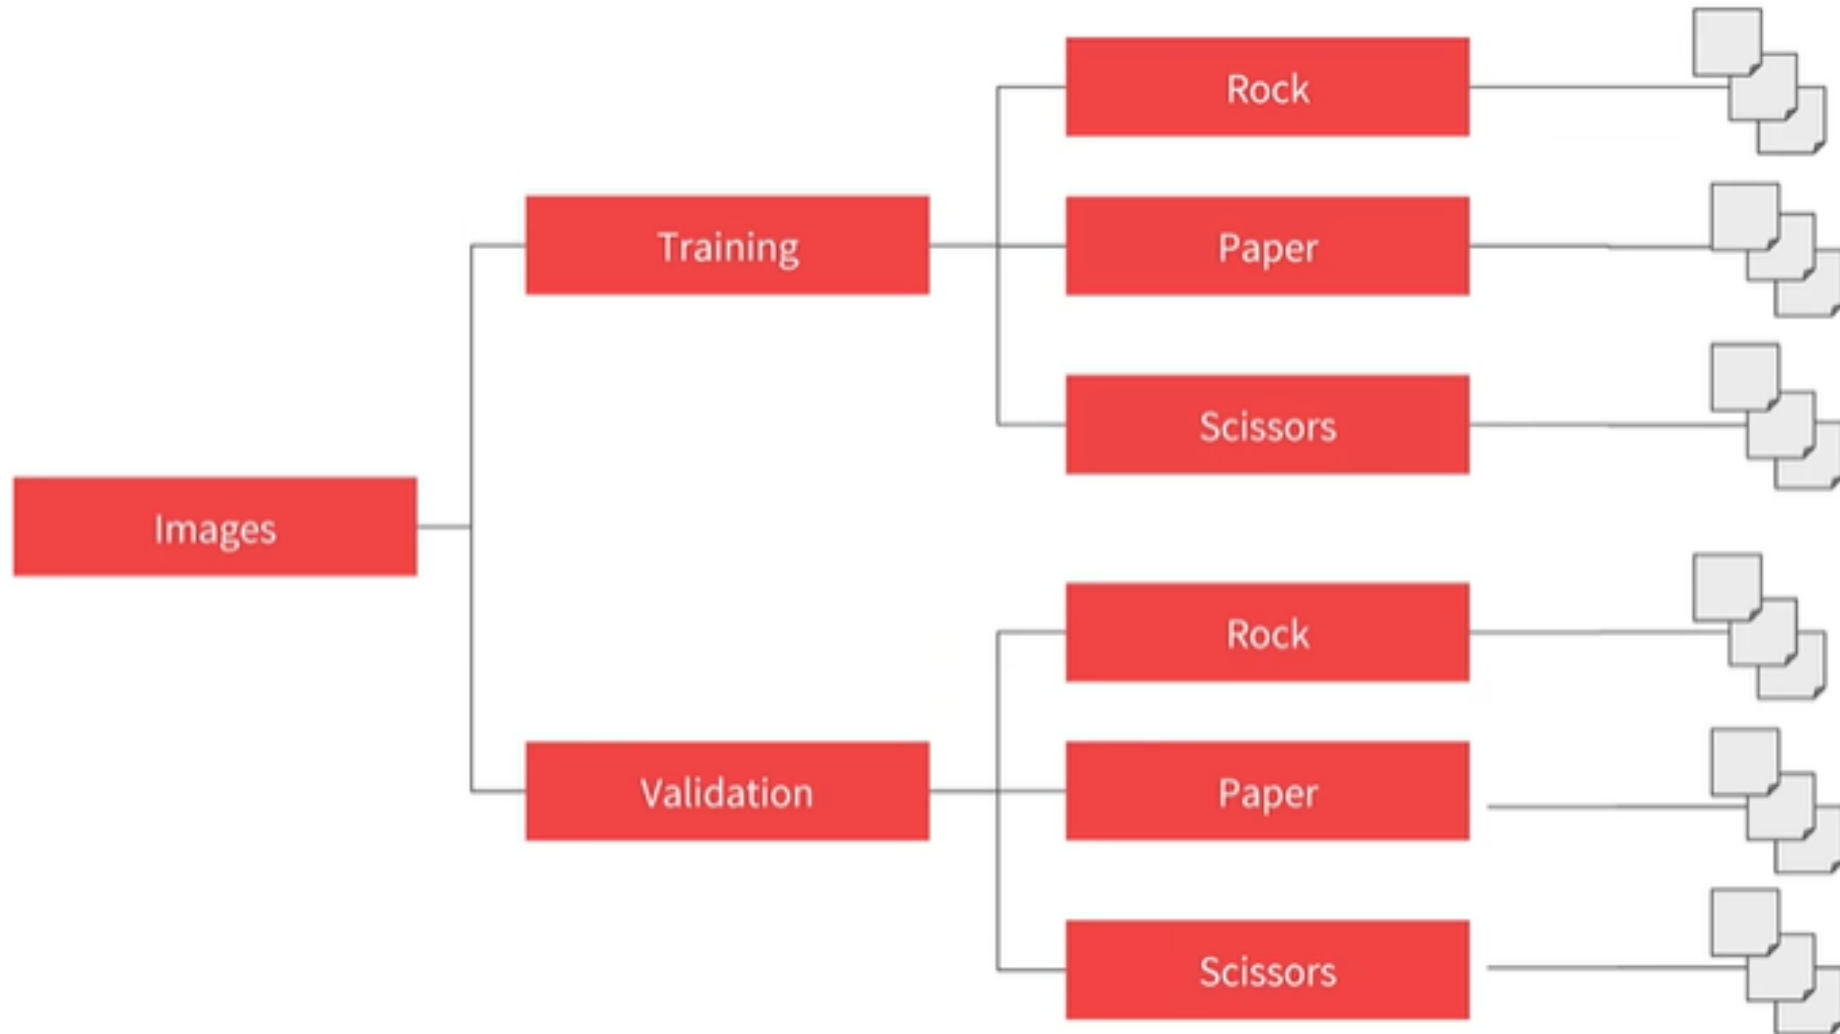 Images
Training
Rock
Paper
Scissors
Validation
Rock
Paper
Scissors